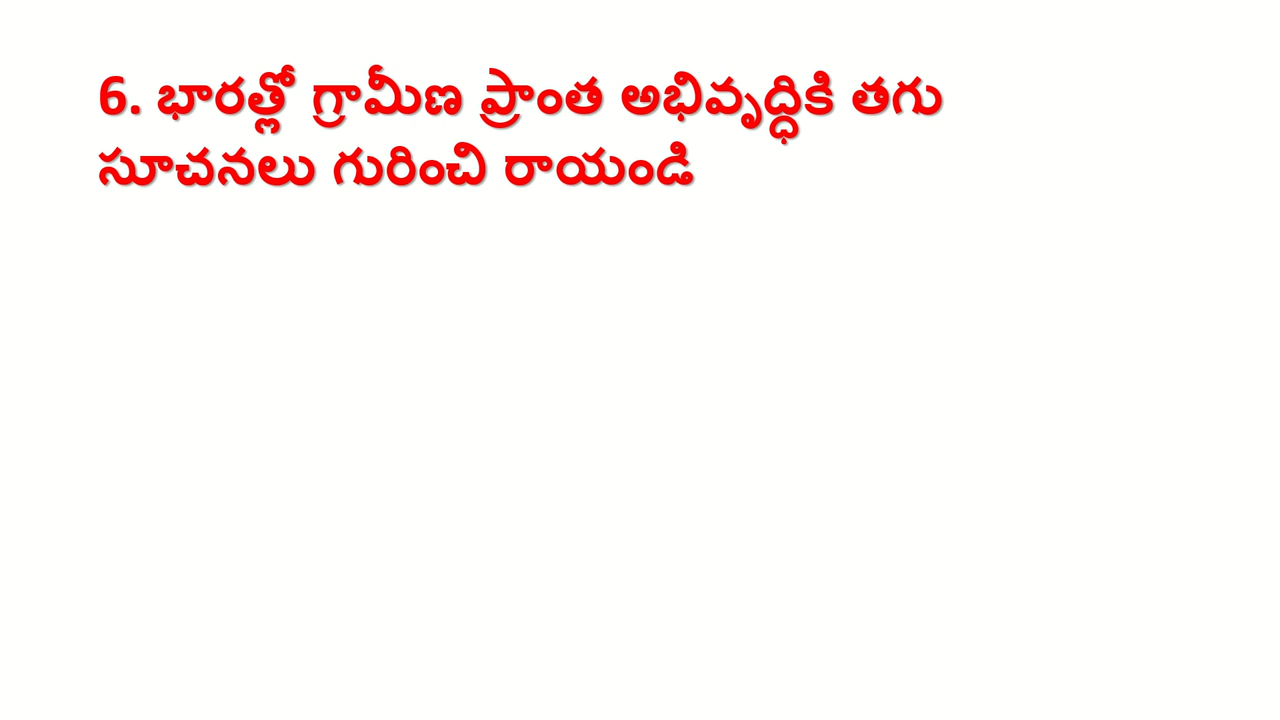 6. భారత్లో గ్రామీణ ప్రాంత అభివృద్ధికి తగు
సూచనలు గురించి రాయండి